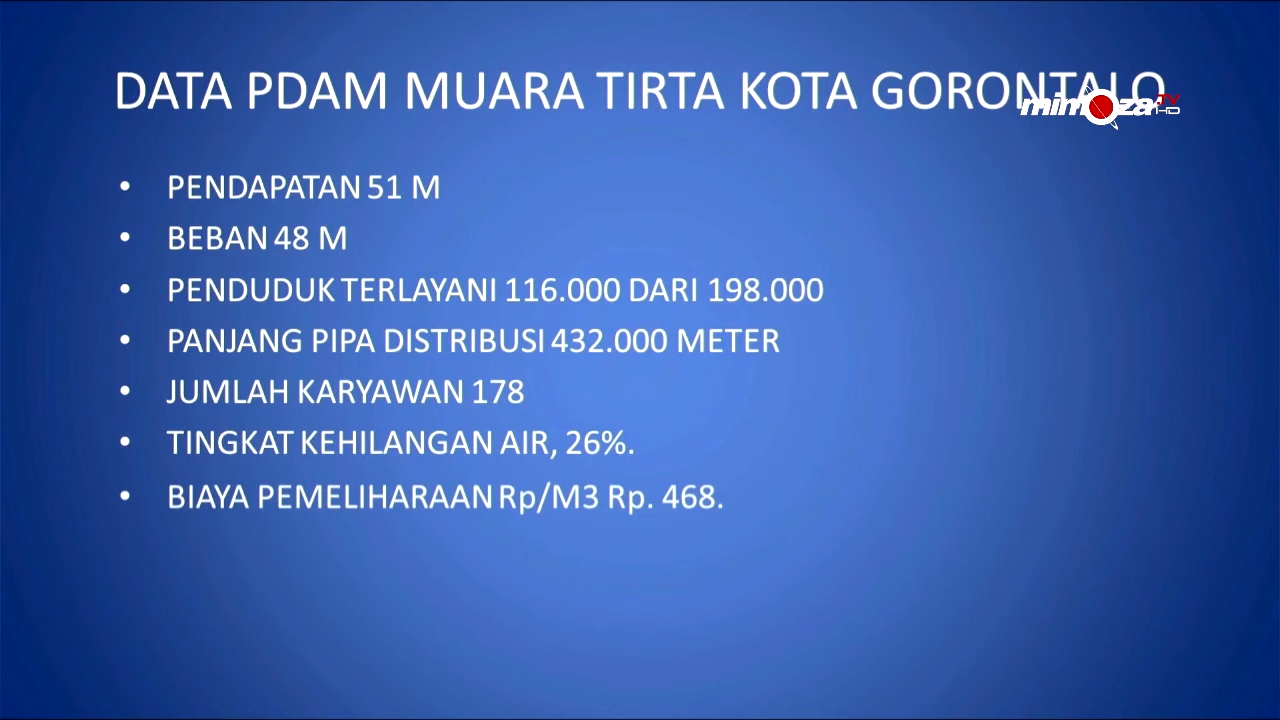 DATA PDAM MUARA TIRTA KOTA GORONTALO
mimoza TV HD
• PENDAPATAN 51 M
• BEBAN 48 M
• PENDUDUK TERLAYANI 116.000 DARI 198.000
• PANJANG PIPA DISTRIBUSI 432.000 METER
• JUMLAH KARYAWAN 178
• TINGKAT KEHILANGAN AIR, 26%.
• BIAYA PEMELIHARAAN Rp/M3 Rp. 468.